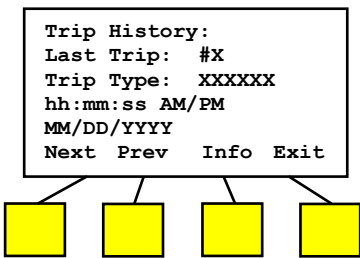 Trip History:
Last Trip: #X
Trip Type: XXXXXX
hh:mm:ss AM/PM
MM/DD/YYYY
Next Prev Info Exit